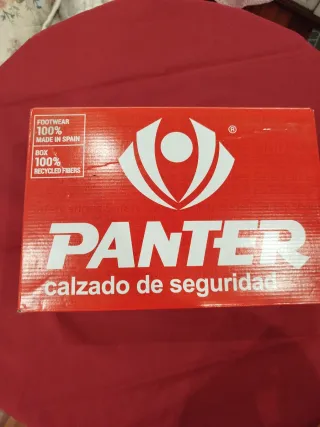 FOOTWEAR
100%
MADE IN SPAIN
BOX
100%
RECYCLED FIBERS
®
PANTER
calzado de seguridad